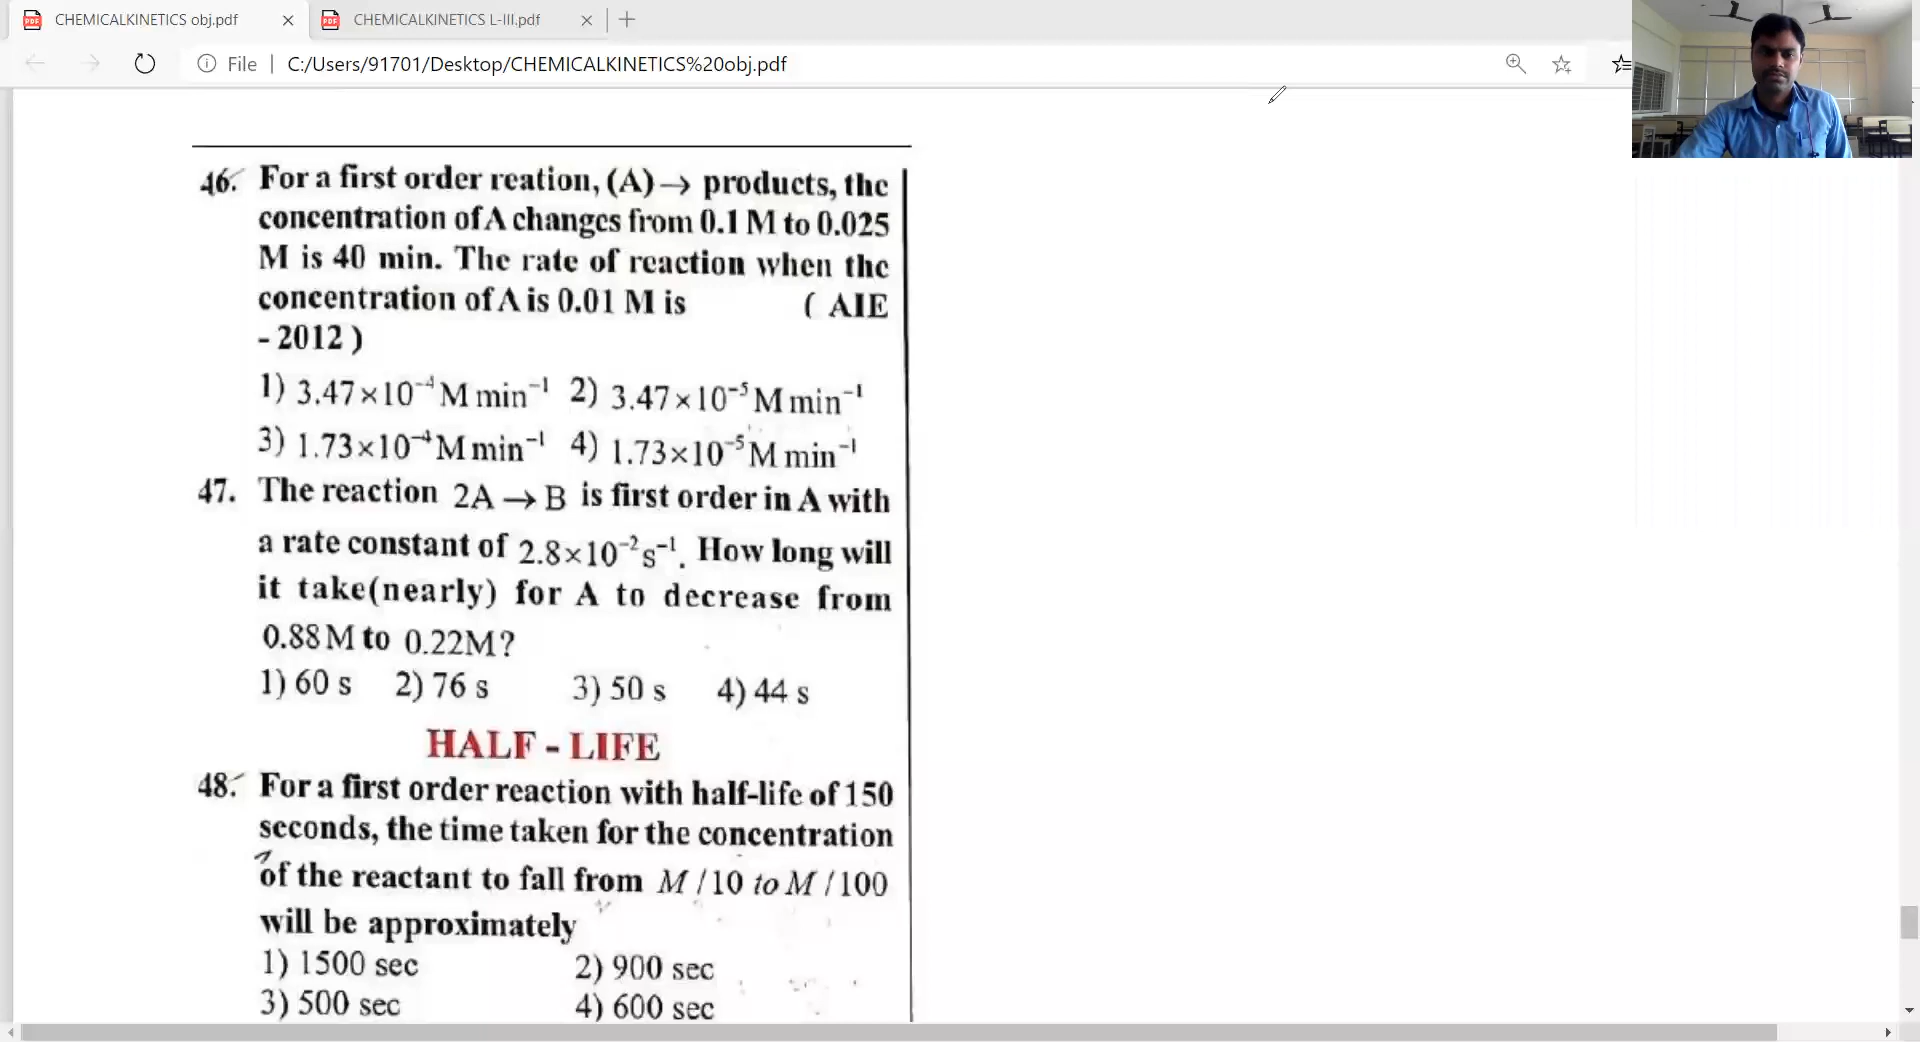 CHEMICALKINETICS obj.pdf
CHEMICALKINETICS L-III.pdf
File | C:/Users/91701/Desktop/CHEMICALKINETICS%20obj.pdf
46. For a first order reation, (A) → products, the
concentration of A changes from 0.1 M to 0.025
M is 40 min. The rate of reaction when the
concentration of A is 0.01 M is ( AIE
- 2012 )
1) 3.47×10⁻⁴ M min⁻¹ 2) 3.47×10⁻⁵ M min⁻¹
3) 1.73×10⁻⁴ M min⁻¹ 4) 1.73×10⁻⁵ M min⁻¹
47. The reaction 2A → B is first order in A with
a rate constant of 2.8×10⁻² s⁻¹. How long will
it take(nearly) for A to decrease from
0.88 M to 0.22M?
1) 60 s 2) 76 s 3) 50 s 4) 44 s
HALF - LIFE
48. For a first order reaction with half-life of 150
seconds, the time taken for the concentration
of the reactant to fall from M / 10 to M / 100
will be approximately
1) 1500 sec 2) 900 sec
3) 500 sec 4) 600 sec